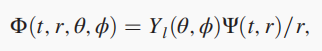 Φ(t, r, θ, ϕ) = Y_l(θ, ϕ)Ψ(t, r)/r,